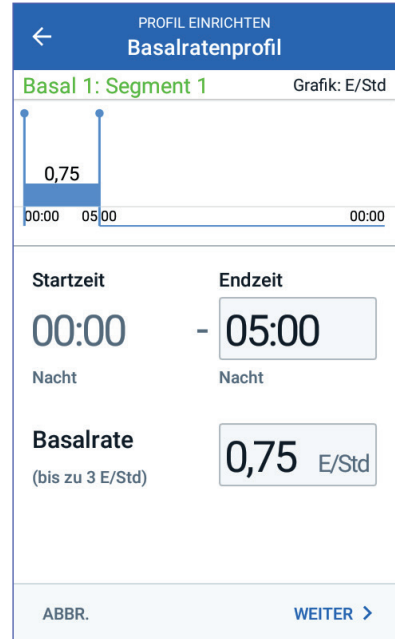 PROFIL EINRICHTEN
Basalratenprofil
Basal 1: Segment 1 Grafik: E/Std
0,75
00:00 05:00 00:00
Startzeit Endzeit
00:00 - 05:00
Nacht Nacht
Basalrate 0,75 E/Std
(bis zu 3 E/Std)
ABBR. WEITER